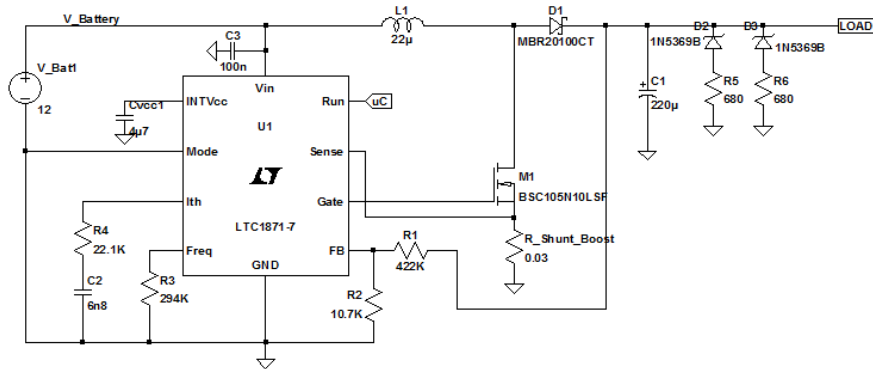 V_Battery
L1
22µ
D1
MBR20100CT
D2
1N5369B
D3
1N5369B
LOAD
C3
100n
V_Bat1
12
Cvcc1
4µ7
Vin
INTVcc
Run
uC
U1
Mode
Sense
Ith
Gate
LTC1871-7
Freq
FB
GND
M1
BSC105N10LSF
C1
220µ
R5
680
R6
680
R4
22.1K
C2
6n8
R3
294K
R1
422K
R2
10.7K
R_Shunt_Boost
0.03